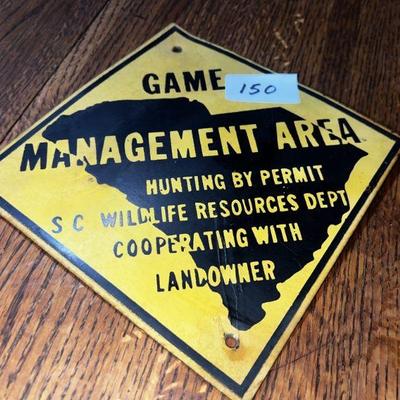 GAME
150
MANAGEMENT AREA
HUNTING BY PERMIT
S C WILDLIFE RESOURCES DEPT
COOPERATING WITH
LANDOWNER